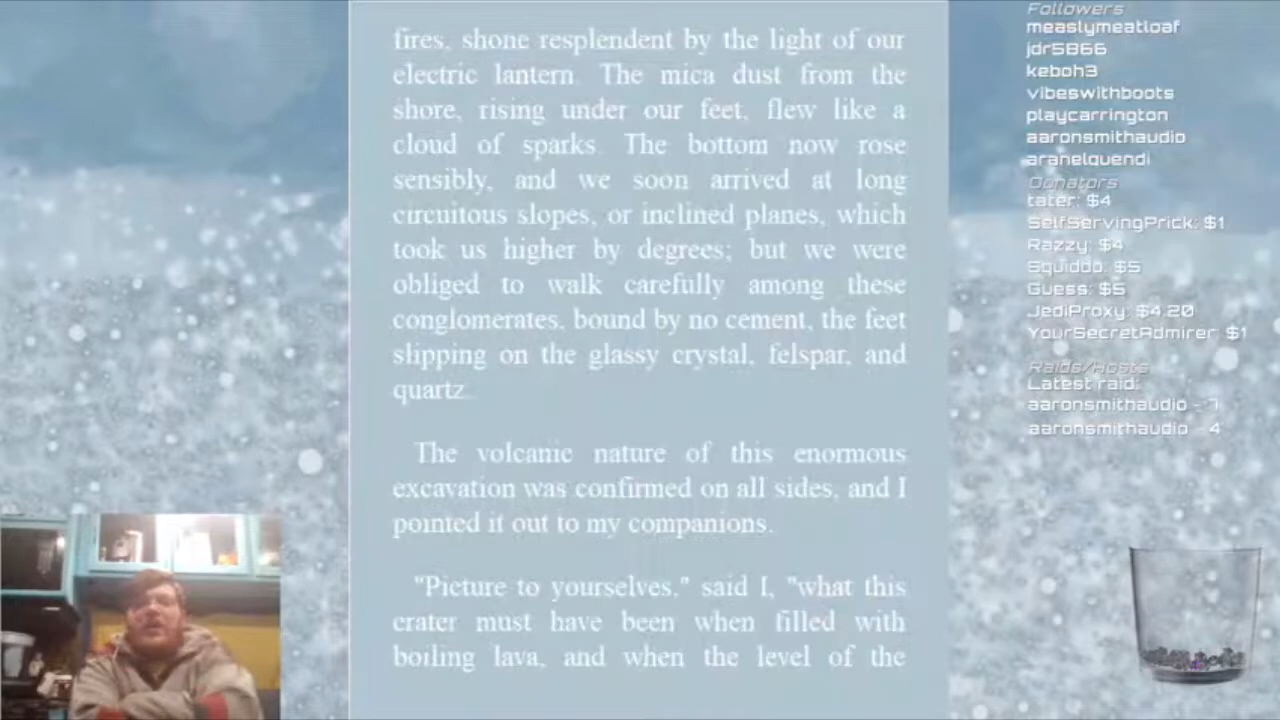 fires, shone resplendent by the light of our
electric lantern. The mica dust from the
shore, rising under our feet, flew like a
cloud of sparks. The bottom now rose
sensibly, and we soon arrived at long
circuitous slopes, or inclined planes, which
took us higher by degrees; but we were
obliged to walk carefully among these
conglomerates, bound by no cement, the feet
slipping on the glassy crystal, felspar, and
quartz.
The volcanic nature of this enormous
excavation was confirmed on all sides, and I
pointed it out to my companions.
"Picture to yourselves," said I, "what this
crater must have been when filled with
boiling lava, and when the level of the
Followers
measlymeatloaf
jdr5866
keboh3
vibeswithboots
playcarrington
aaronsmithaudio
aranelquendi
Donators
tater: $4
SelfServingPrick: $1
Razzy: $4
Squidoo: $5
Guess: $5
JediProxy: $4.20
YourSecretAdmirer: $1
Raids/Hosts
Latest raid:
aaronsmithaudio - 7
aaronsmithaudio - 4